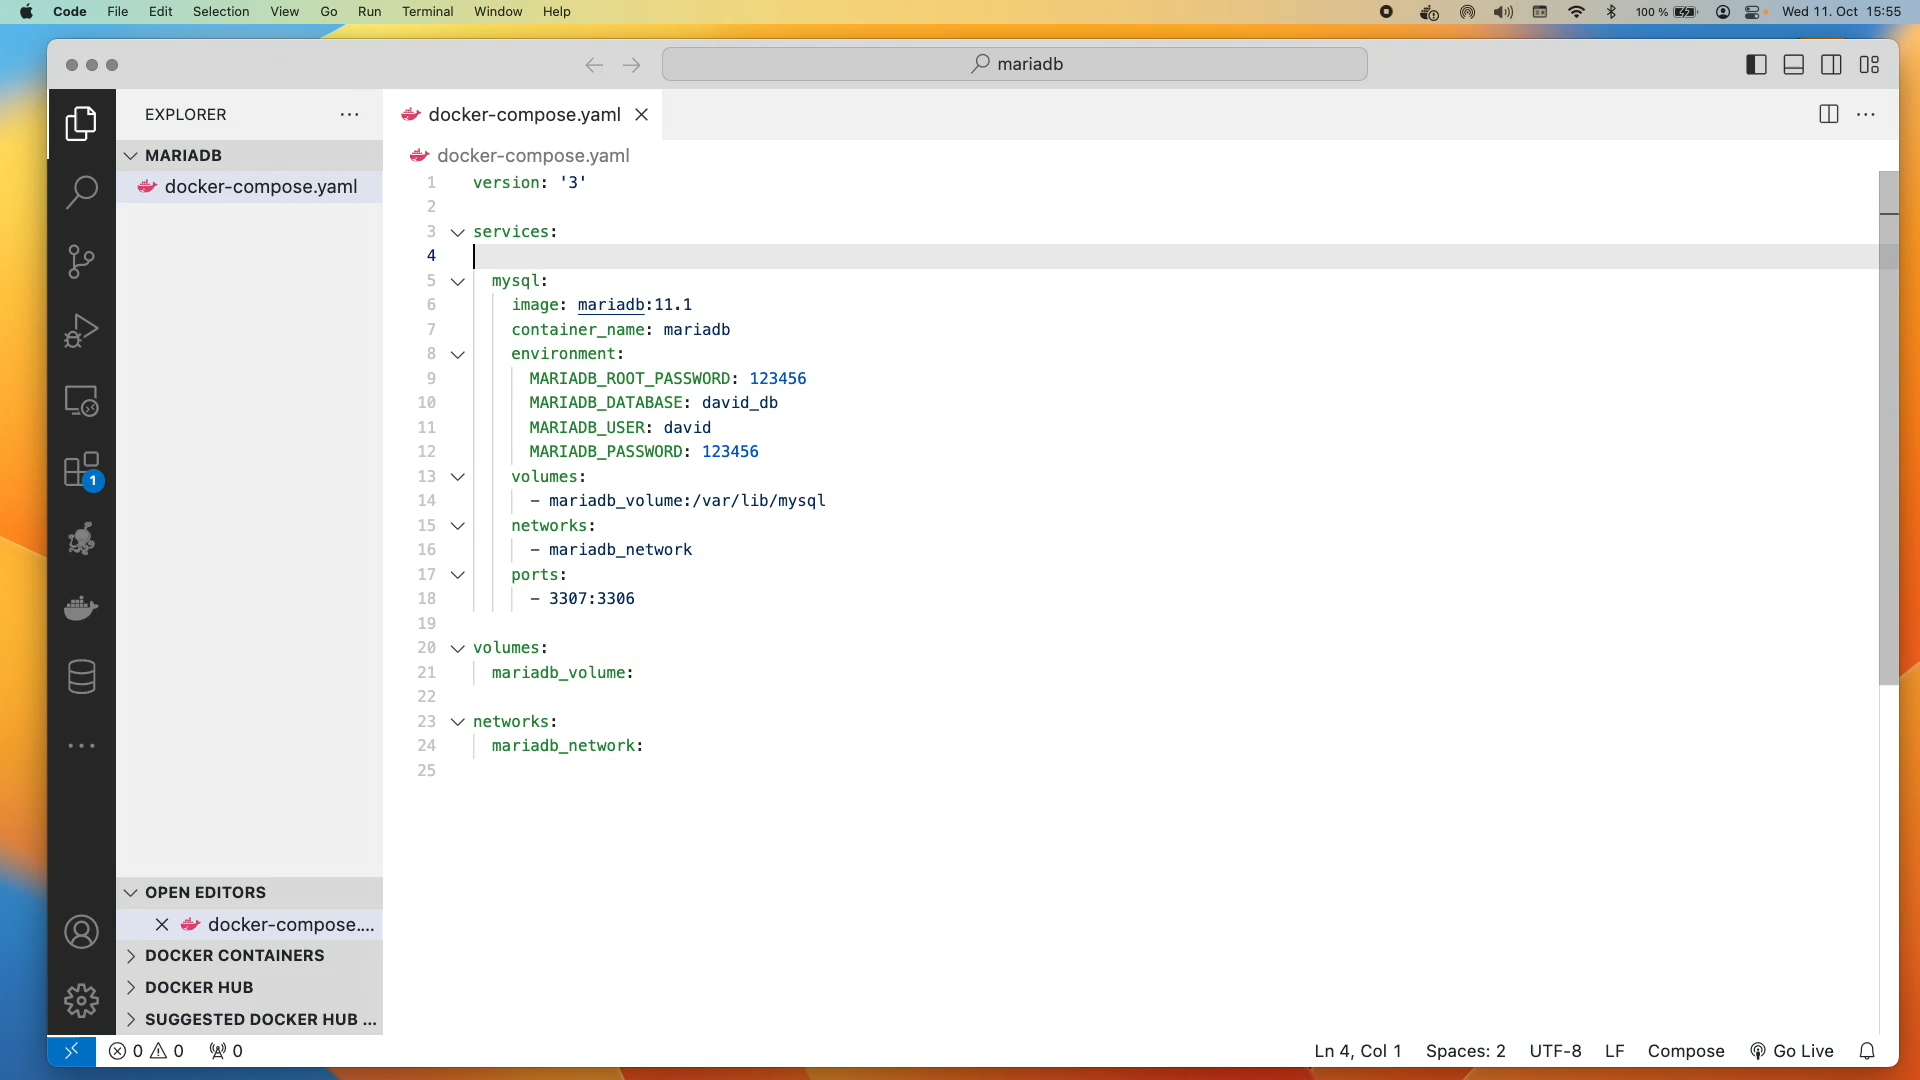 Code File Edit Selection View Go Run Terminal Window Help 100 % Wed 11. Oct 15:55
mariadb
EXPLORER
docker-compose.yaml
MARIADB
docker-compose.yaml
docker-compose.yaml
1 version: '3'
2
3 services:
4
5 mysql:
6 image: mariadb:11.1
7 container_name: mariadb
8 environment:
9 MARIADB_ROOT_PASSWORD: 123456
10 MARIADB_DATABASE: david_db
11 MARIADB_USER: david
12 MARIADB_PASSWORD: 123456
13 volumes:
14 - mariadb_volume:/var/lib/mysql
15 networks:
16 - mariadb_network
17 ports:
18 - 3307:3306
19
20 volumes:
21 mariadb_volume:
22
23 networks:
24 mariadb_network:
25
1
OPEN EDITORS
docker-compose....
DOCKER CONTAINERS
DOCKER HUB
SUGGESTED DOCKER HUB ...
0 0 0 Ln 4, Col 1 Spaces: 2 UTF-8 LF Compose Go Live